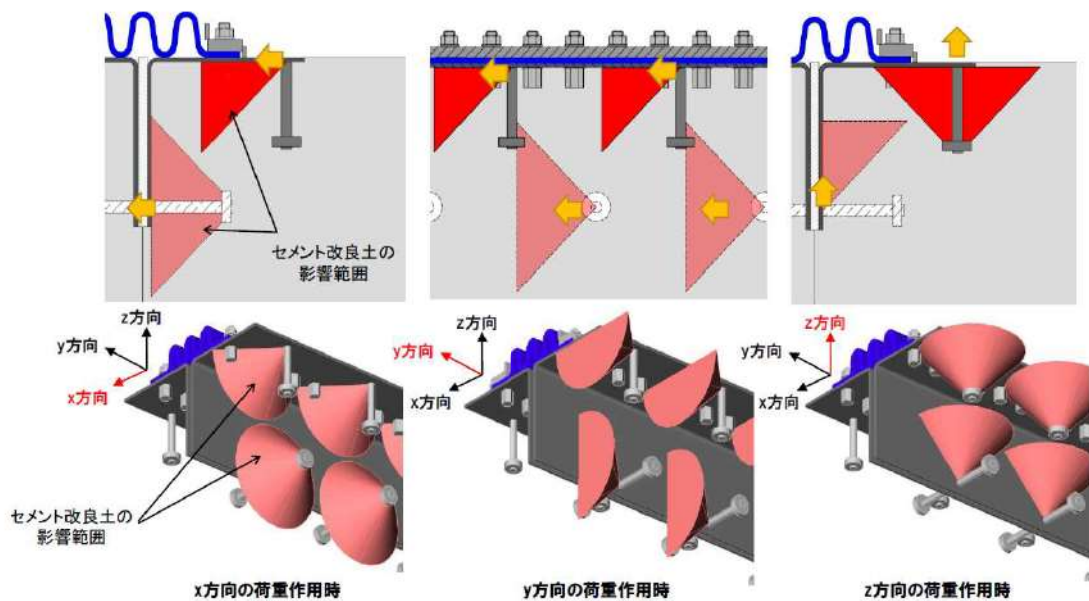 セメント改良土の
影響範囲
z方向
y方向
x方向
z方向
y方向
x方向
z方向
y方向
x方向
セメント改良土の
影響範囲
x方向の荷重作用時
y方向の荷重作用時
z方向の荷重作用時